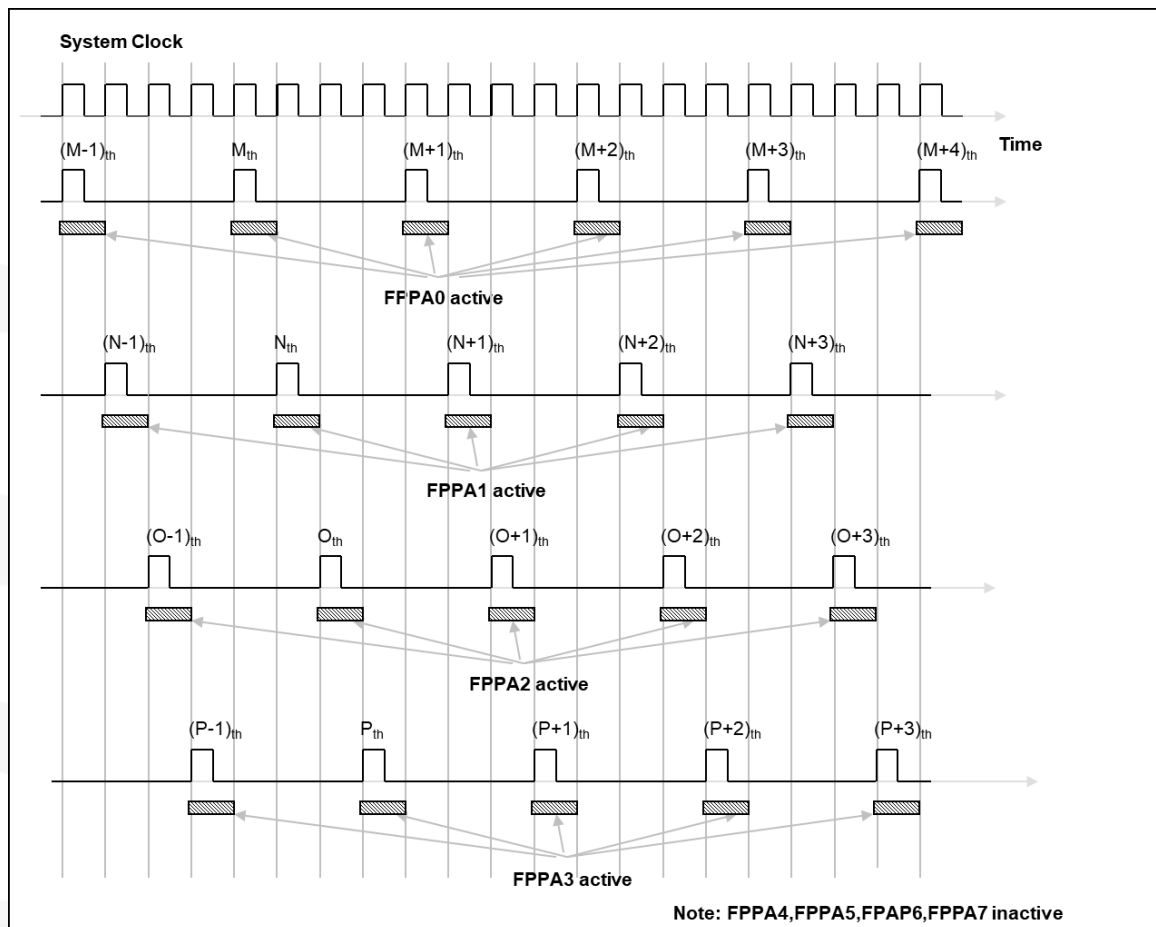 System Clock
Time
(M-1)th Mth (M+1)th (M+2)th (M+3)th (M+4)th
FPPA0 active
(N-1)th Nth (N+1)th (N+2)th (N+3)th
FPPA1 active
(O-1)th Oth (O+1)th (O+2)th (O+3)th
FPPA2 active
(P-1)th Pth (P+1)th (P+2)th (P+3)th
FPPA3 active
Note: FPPA4,FPPA5,FPAP6,FPPA7 inactive